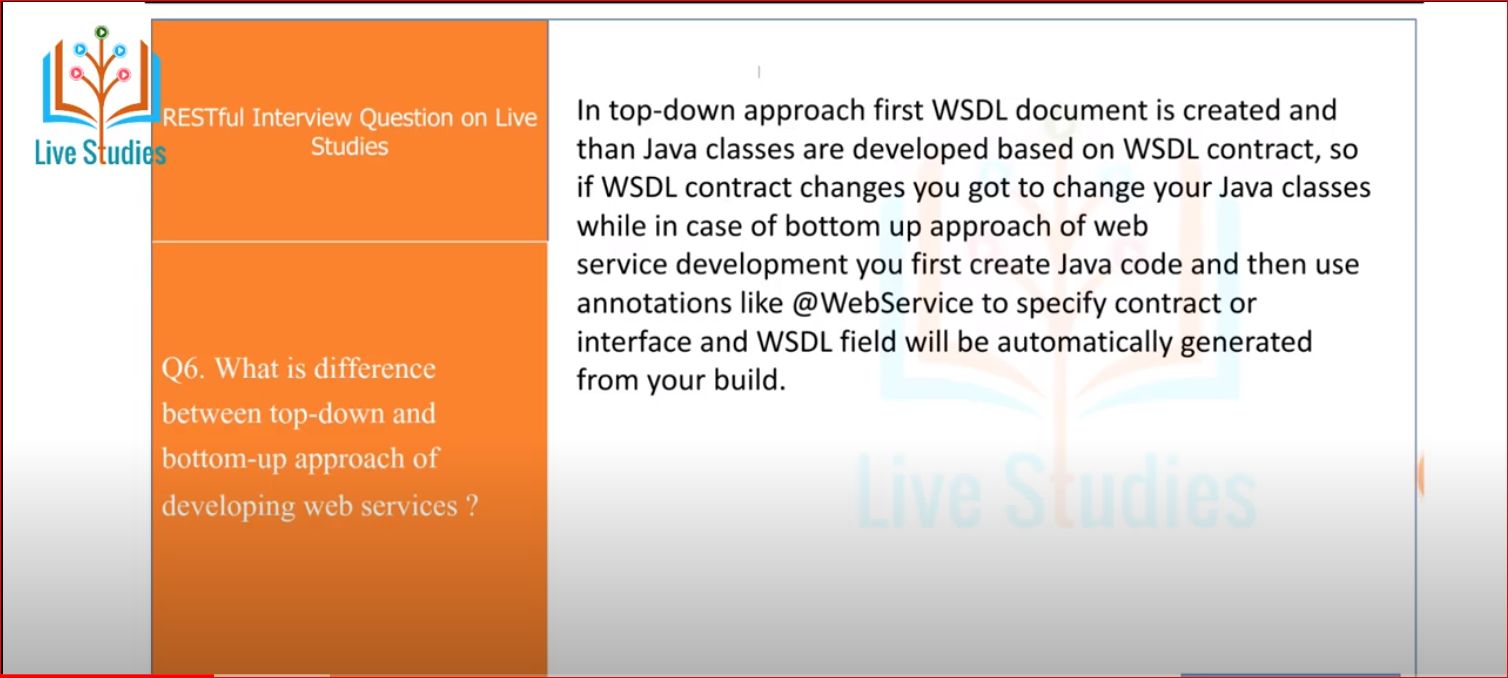 Live Studies
RESTful Interview Question on Live
Studies
Q6. What is difference
between top-down and
bottom-up approach of
developing web services ?
In top-down approach first WSDL document is created and
than Java classes are developed based on WSDL contract, so
if WSDL contract changes you got to change your Java classes
while in case of bottom up approach of web
service development you first create Java code and then use
annotations like @WebService to specify contract or
interface and WSDL field will be automatically generated
from your build.
Live Studies